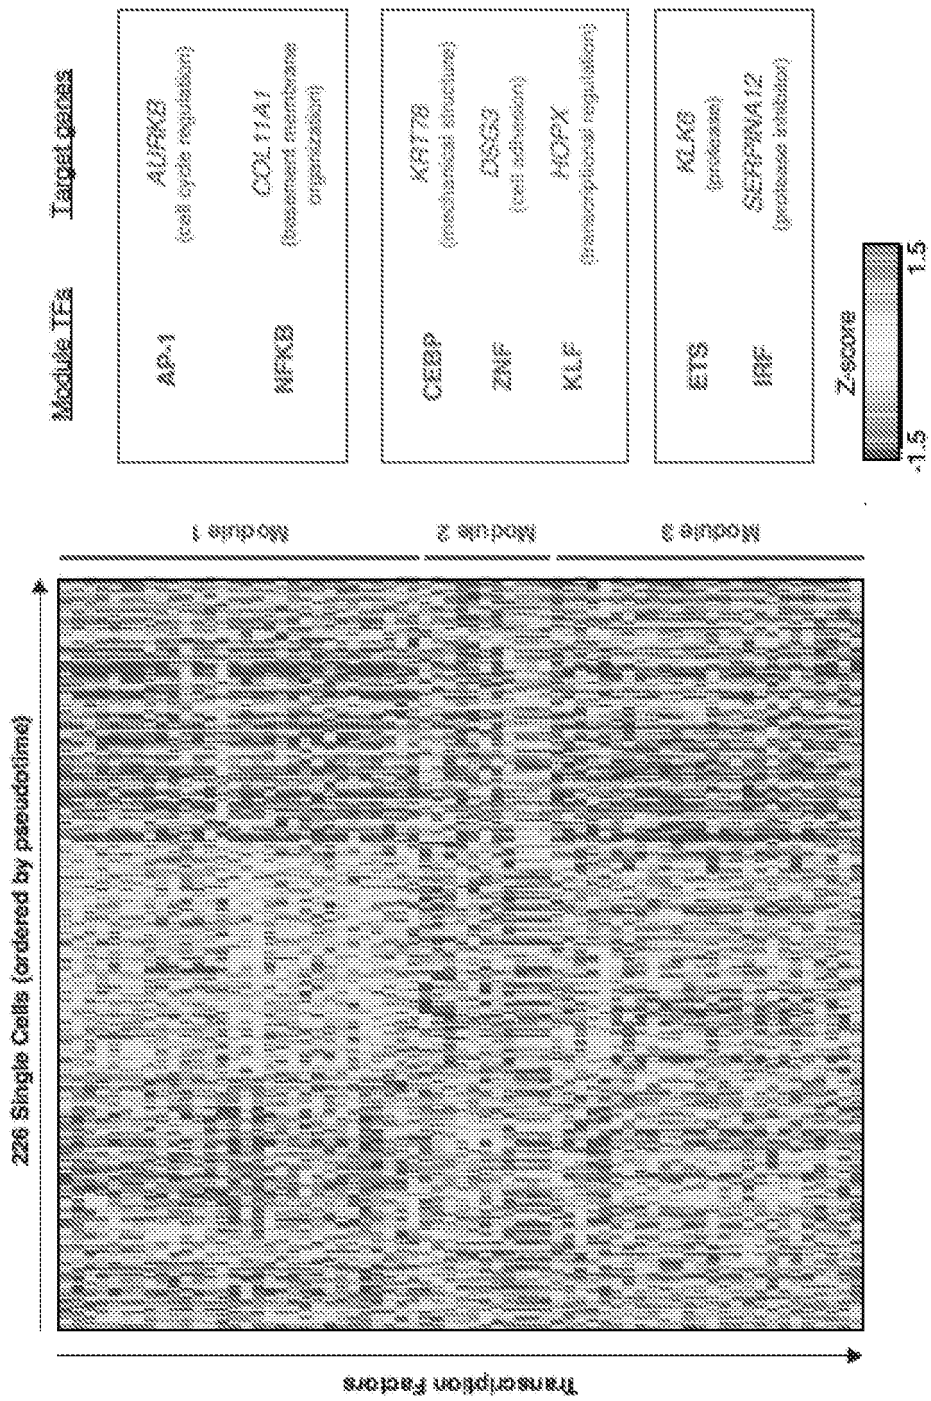 226 Single Cells (ordered by pseudotime)
Transcription Factors
Module 1
Module 2
Module 3
Module TFs
Target genes
AP-1
AURKB
(cell cycle regulation)
NFKB
COL11A1
(basement membrane
organization)
CEBP
KRT78
(mechanical structure)
ZNF
DSG3
(cell adhesion)
KLF
HOPX
(transcriptional regulation)
ETS
KLK8
(protease)
IRF
SERPINA12
(protease inhibitor)
Z-score
-1.5
1.5